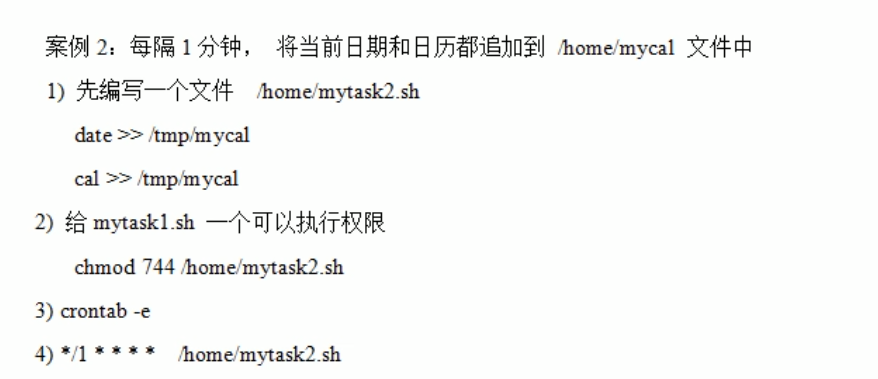 案例 2：每隔 1 分钟， 将当前日期和日历都追加到 /home/mycal 文件中
1) 先编写一个文件 /home/mytask2.sh
date >> /tmp/mycal
cal >> /tmp/mycal
2) 给 mytask1.sh 一个可以执行权限
chmod 744 /home/mytask2.sh
3) crontab -e
4) */1 * * * * /home/mytask2.sh